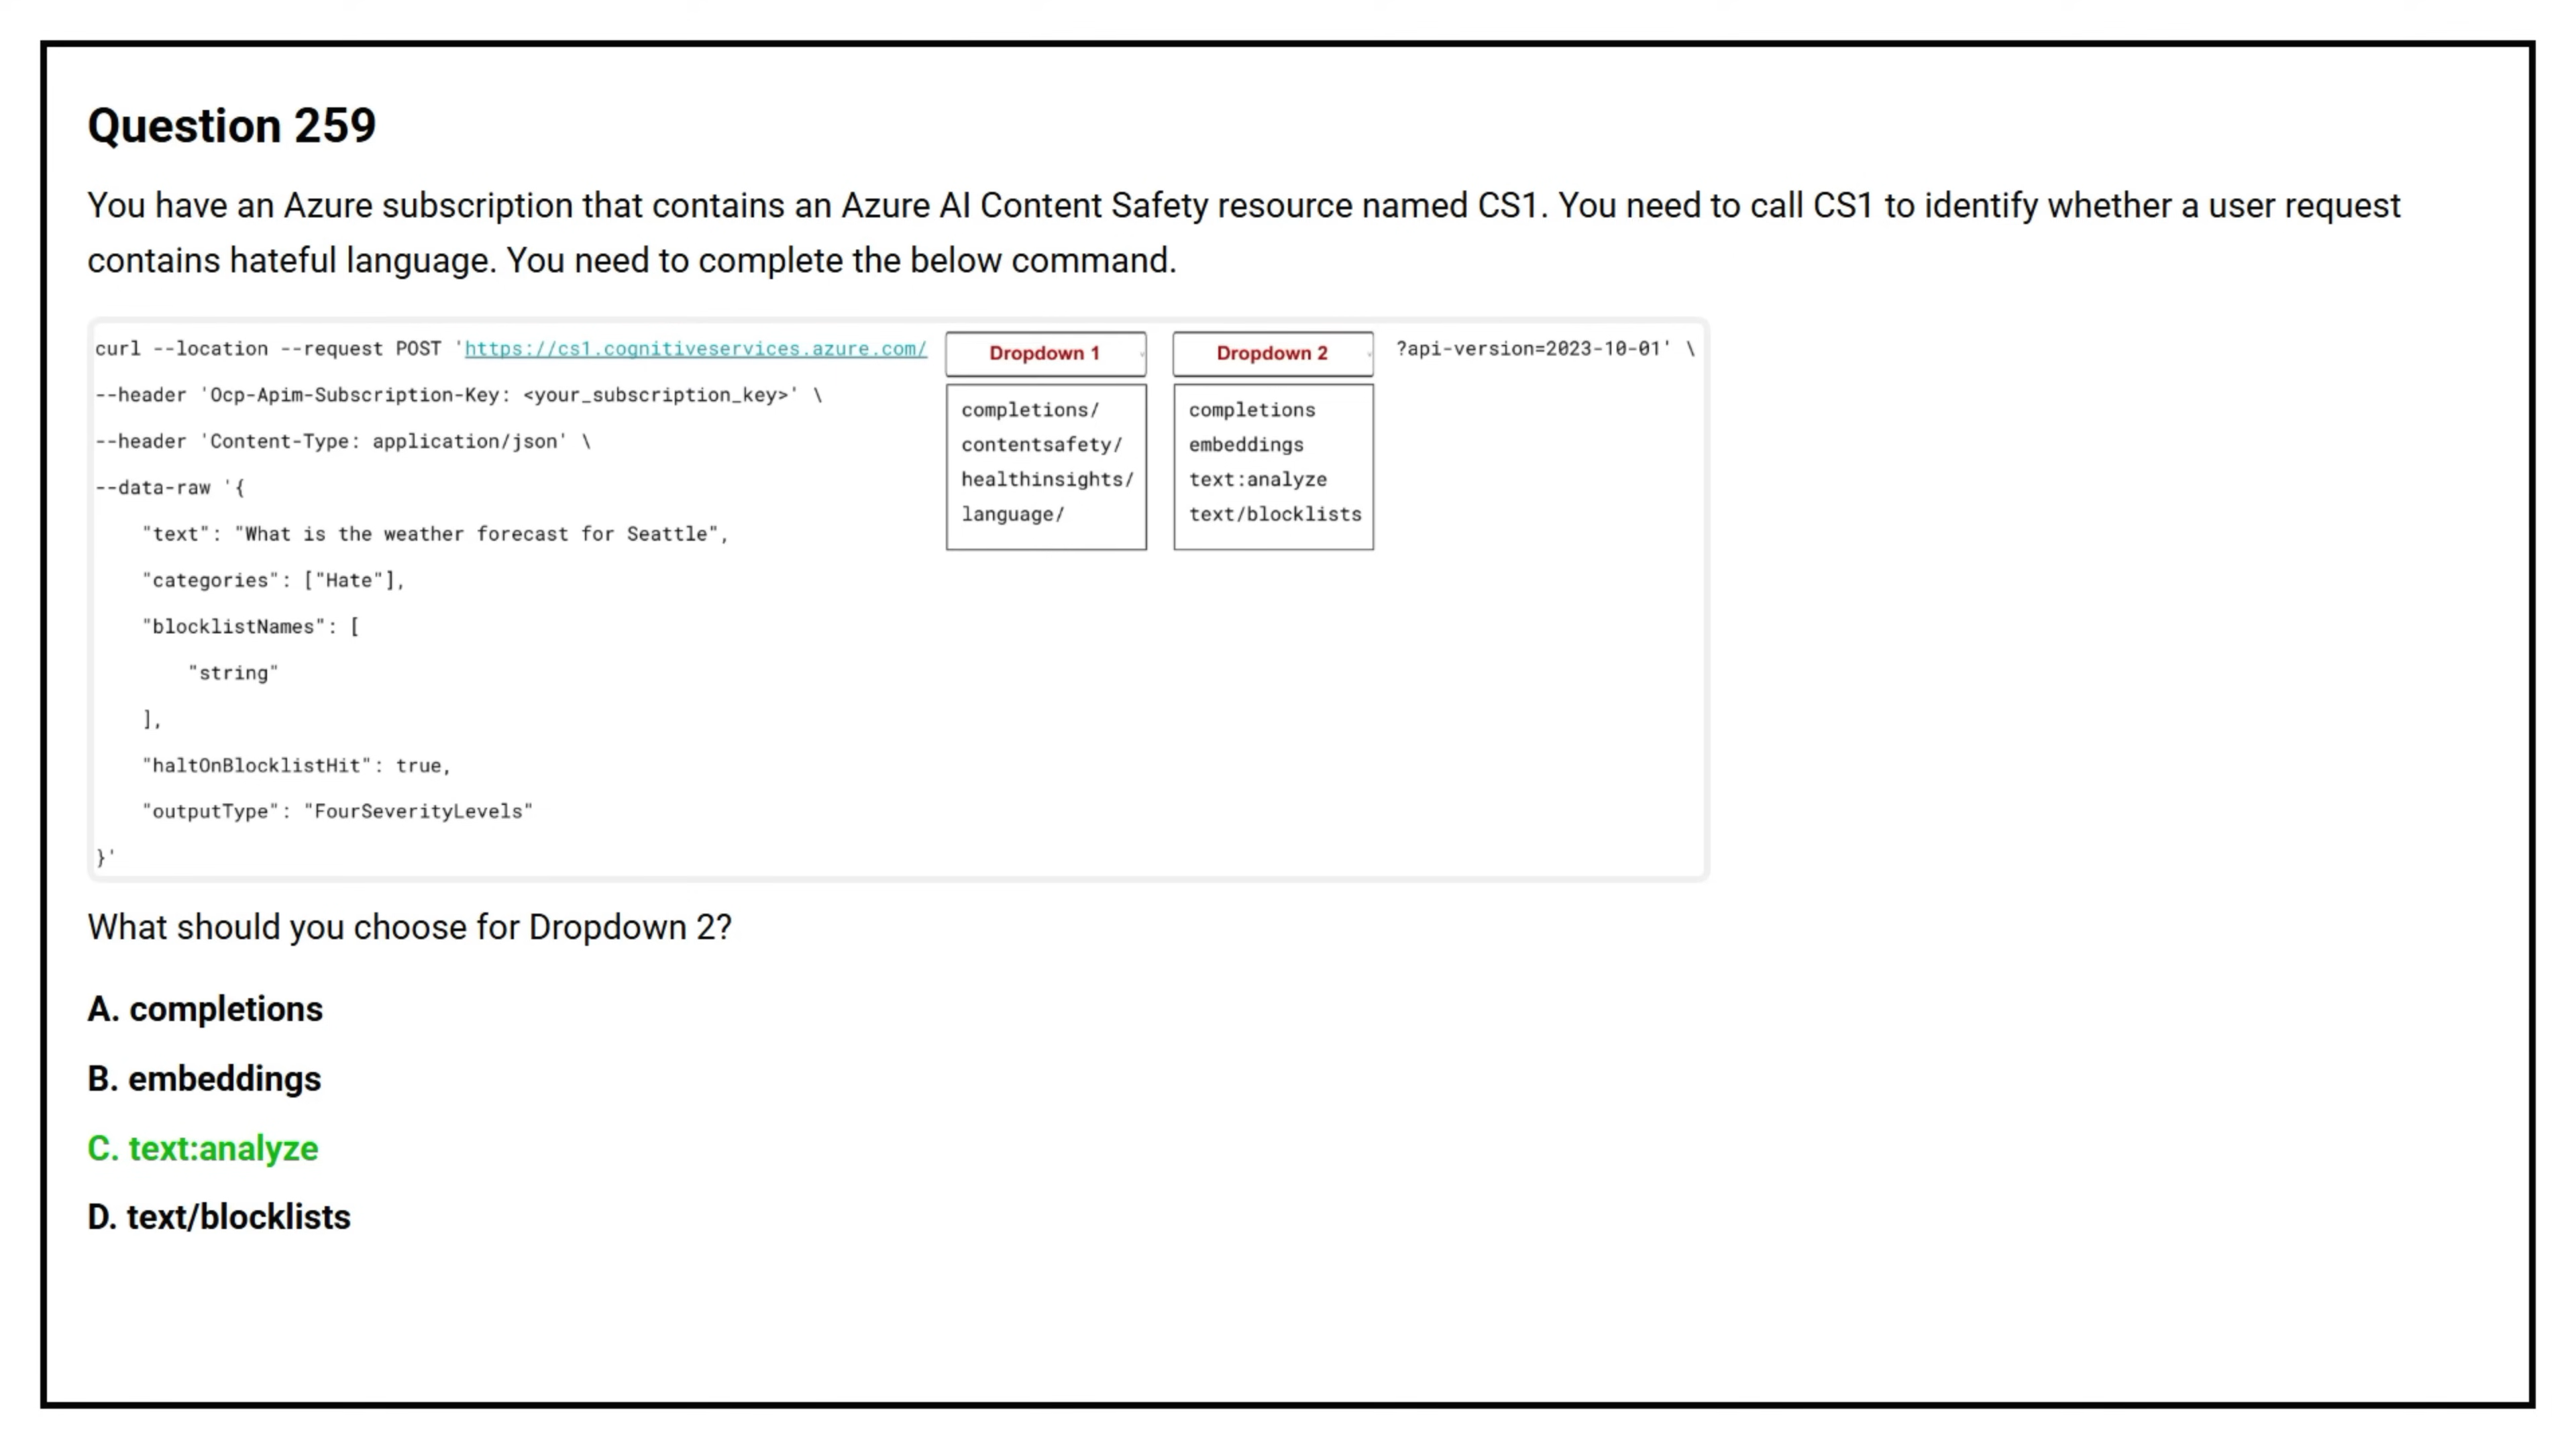 Question 259
You have an Azure subscription that contains an Azure AI Content Safety resource named CS1. You need to call CS1 to identify whether a user request
contains hateful language. You need to complete the below command.
curl --location --request POST 'https://cs1.cognitiveservices.azure.com/ Dropdown 1 Dropdown 2 ?api-version=2023-10-01' \
--header 'Ocp-Apim-Subscription-Key: <your_subscription_key>' \
--header 'Content-Type: application/json' \
--data-raw '{
"text": "What is the weather forecast for Seattle",
"categories": ["Hate"],
"blocklistNames": [
"string"
],
"haltOnBlocklistHit": true,
"outputType": "FourSeverityLevels"
}'
completions/
contentsafety/
healthinsights/
language/
completions
embeddings
text:analyze
text/blocklists
What should you choose for Dropdown 2?
A. completions
B. embeddings
C. text:analyze
D. text/blocklists